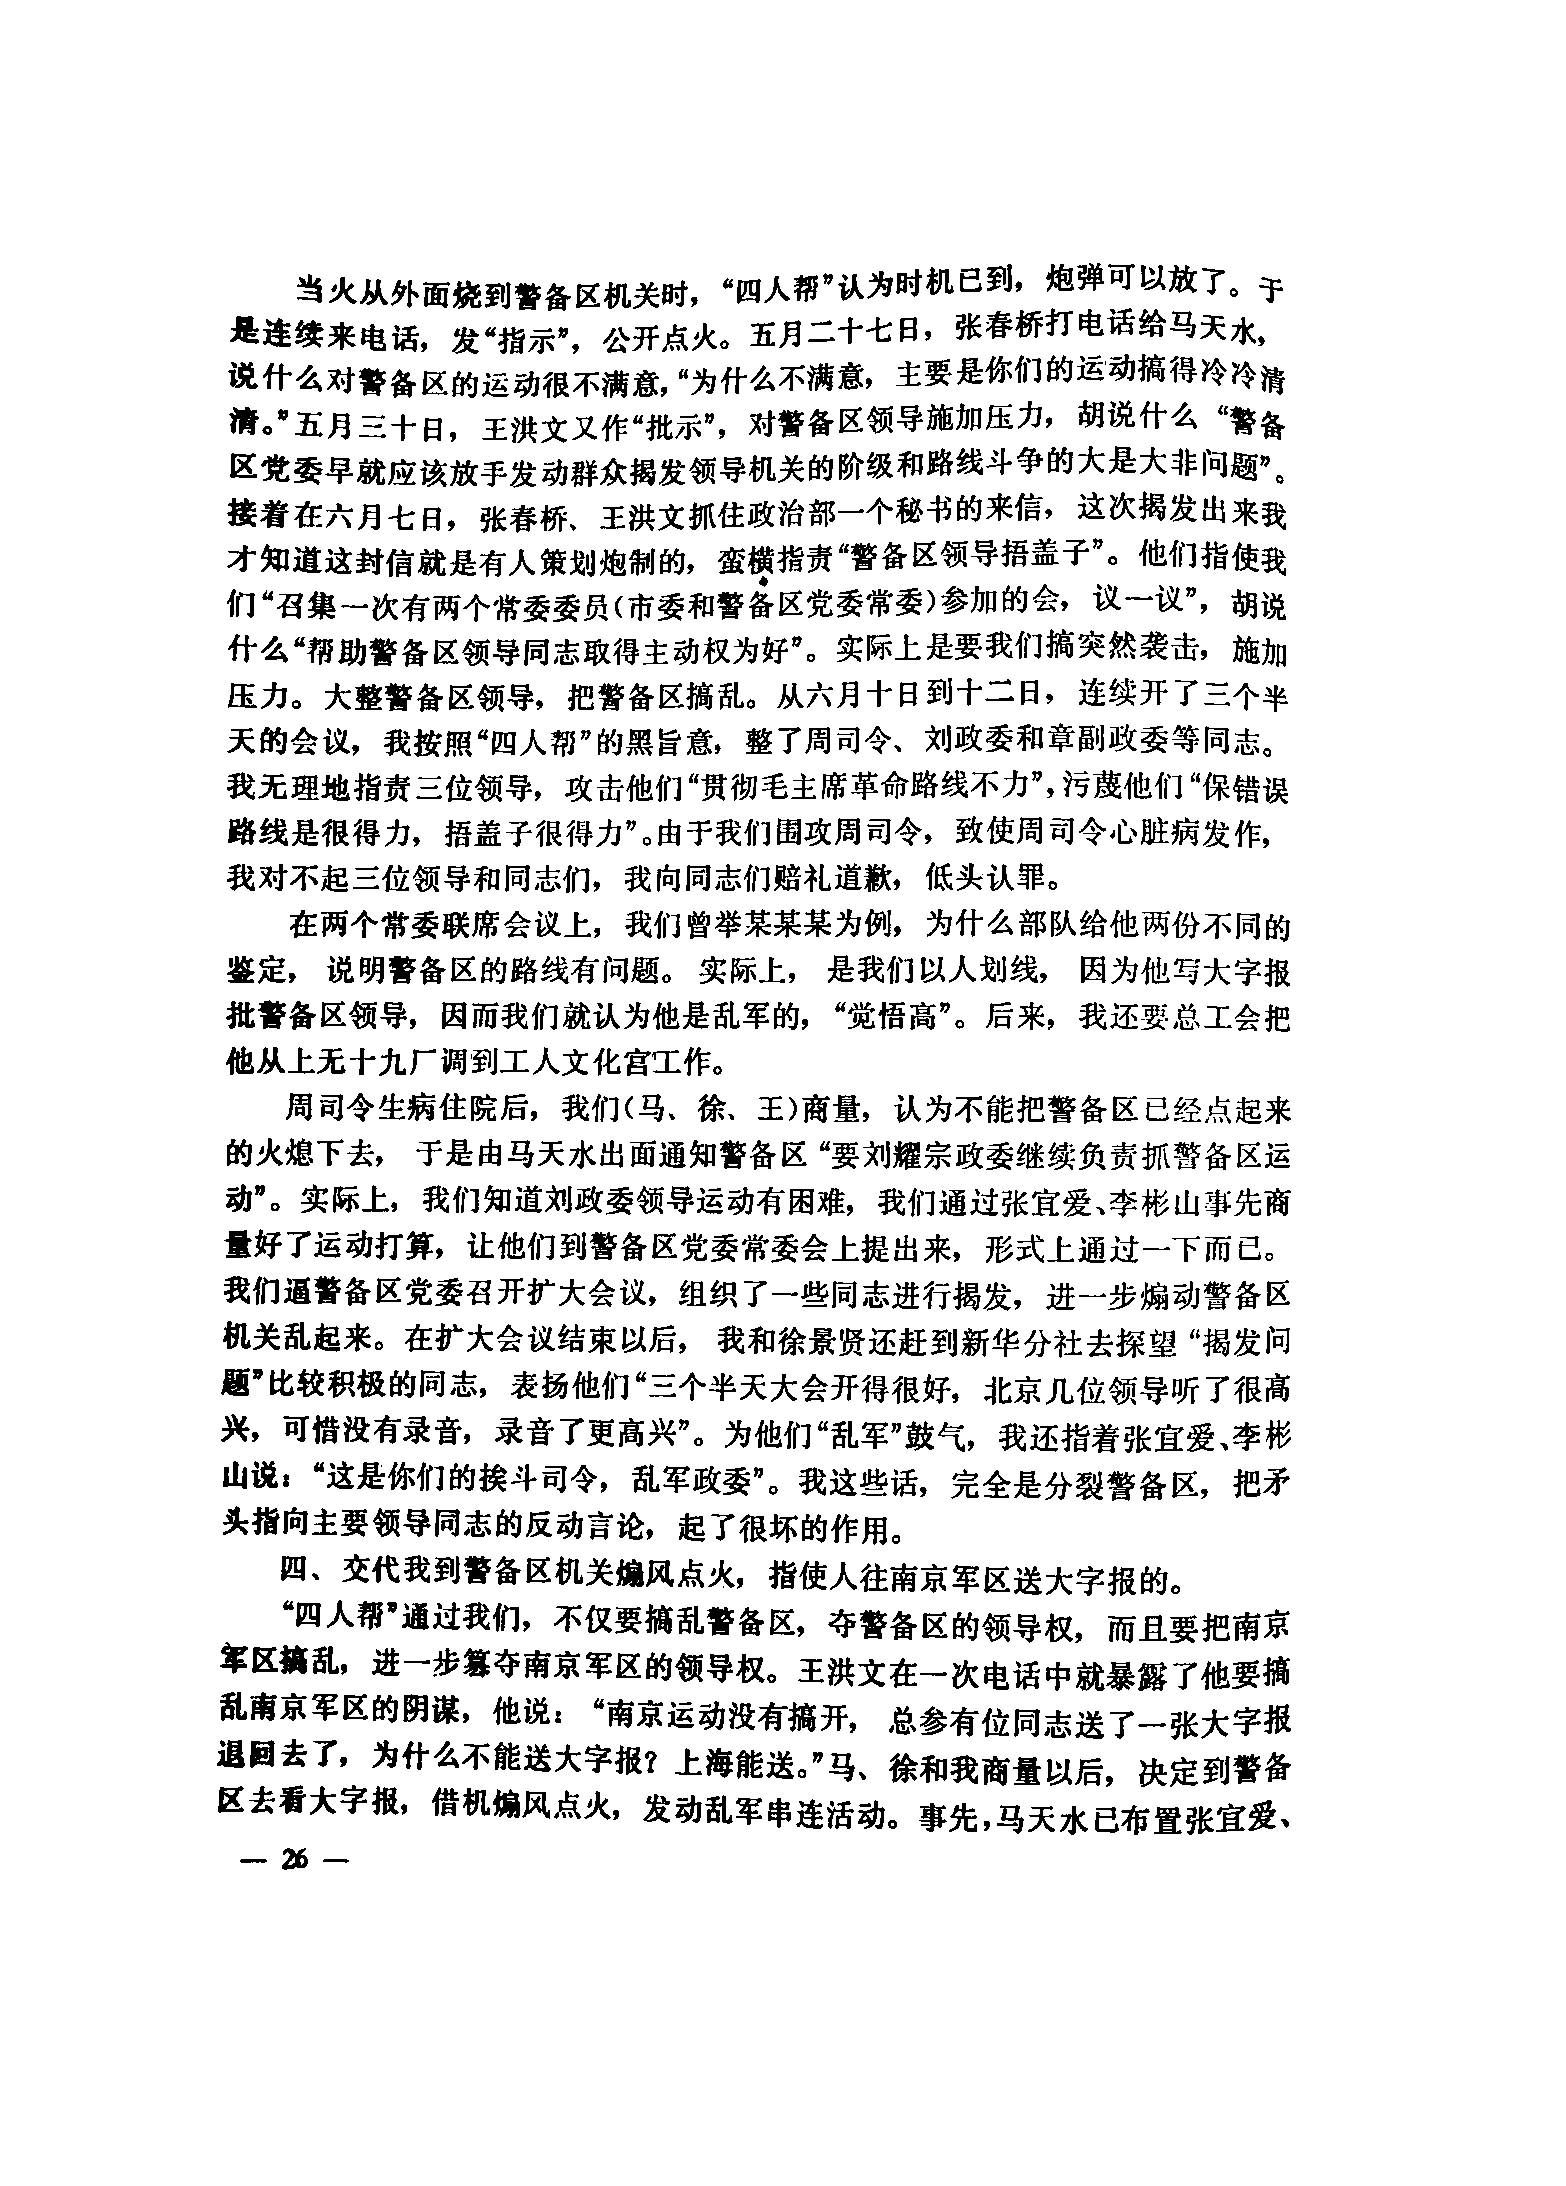 当火从外面烧到警备区机关时，“四人帮”认为时机已到，炮弹可以放了。于
是连续来电话，发“指示”，公开点火。五月二十七日，张春桥打电话给马天水，
说什么对警备区的运动很不满意，“为什么不满意，主要是你们的运动搞得冷冷清
清。”五月三十日，王洪文又作“批示”，对警备区领导施加压力，胡说什么“警备
区党委早就应该放手发动群众揭发领导机关的阶级和路线斗争的大是大非问题”。
接着在六月七日，张春桥、王洪文抓住政治部一个秘书的来信，这次揭发出来我
才知道这封信就是有人策划炮制的，蛮横指责“警备区领导捂盖子”。他们指使我
们“召集一次有两个常委委员(市委和警备区党委常委)参加的会，议一议”，胡说
什么“帮助警备区领导同志取得主动权为好”。实际上是要我们搞突然袭击，施加
压力。大整警备区领导，把警备区搞乱。从六月十日到十二日，连续开了三个半
天的会议，我按照“四人帮”的黑旨意，整了周司令、刘政委和章副政委等同志。
我无理地指责三位领导，攻击他们“贯彻毛主席革命路线不力”，污蔑他们“保错误
路线是很得力，捂盖子很得力”。由于我们围攻周司令，致使周司令心脏病发作，
我对不起三位领导和同志们，我向同志们赔礼道歉，低头认罪。
在两个常委联席会议上，我们曾举某某某为例，为什么部队给他两份不同的
鉴定，说明警备区的路线有问题。实际上，是我们以人划线，因为他写大字报
批警备区领导，因而我们就认为他是乱军的，“觉悟高”。后来，我还要总工会把
他从上无十九厂调到工人文化宫工作。
周司令生病住院后，我们(马、徐、王)商量，认为不能把警备区已经点起来
的火熄下去，于是由马天水出面通知警备区“要刘耀宗政委继续负责抓警备区运
动”。实际上，我们知道刘政委领导运动有困难，我们通过张宜爱、李彬山事先商
量好了运动打算，让他们到警备区党委常委会上提出来，形式上通过一下而已。
我们逼警备区党委召开扩大会议，组织了一些同志进行揭发，进一步煽动警备区
机关乱起来。在扩大会议结束以后，我和徐景贤还赶到新华分社去探望“揭发问
题”比较积极的同志，表扬他们“三个半天大会开得很好，北京几位领导听了很高
兴，可惜没有录音，录音了更高兴”。为他们“乱军”鼓气，我还指着张宜爱、李彬
山说：“这是你们的挨斗司令，乱军政委”。我这些话，完全是分裂警备区，把矛
头指向主要领导同志的反动言论，起了很坏的作用。
四、交代我到警备区机关煽风点火，指使人往南京军区送大字报的。
“四人帮”通过我们，不仅要搞乱警备区，夺警备区的领导权，而且要把南京
军区搞乱，进一步篡夺南京军区的领导权。王洪文在一次电话中就暴露了他要搞
乱南京军区的阴谋，他说：“南京运动没有搞开，总参有位同志送了一张大字报
退回去了，为什么不能送大字报？上海能送。”马、徐和我商量以后，决定到警备
区去看大字报，借机煽风点火，发动乱军串连活动。事先，马天水已布置张宜爱、
— 26 —